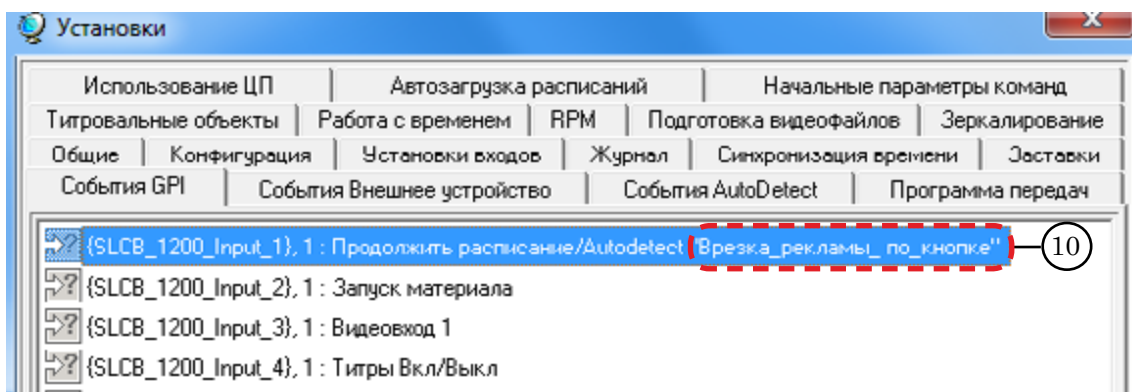 Установки
Использование ЦП Автозагрузка расписаний Начальные параметры команд
Титровальные объекты Работа с временем RPM Подготовка видеофайлов Зеркалирование
Общие Конфигурация Установки входов Журнал Синхронизация времени Заставки
События GPI События Внешнее устройство События AutoDetect Программа передач
{SLCB_1200_Input_1}, 1 : Продолжить расписание/Autodetect "Врезка_рекламы_ по_кнопке" 10
{SLCB_1200_Input_2}, 1 : Запуск материала
{SLCB_1200_Input_3}, 1 : Видеовход 1
{SLCB_1200_Input_4}, 1 : Титры Вкл/Выкл